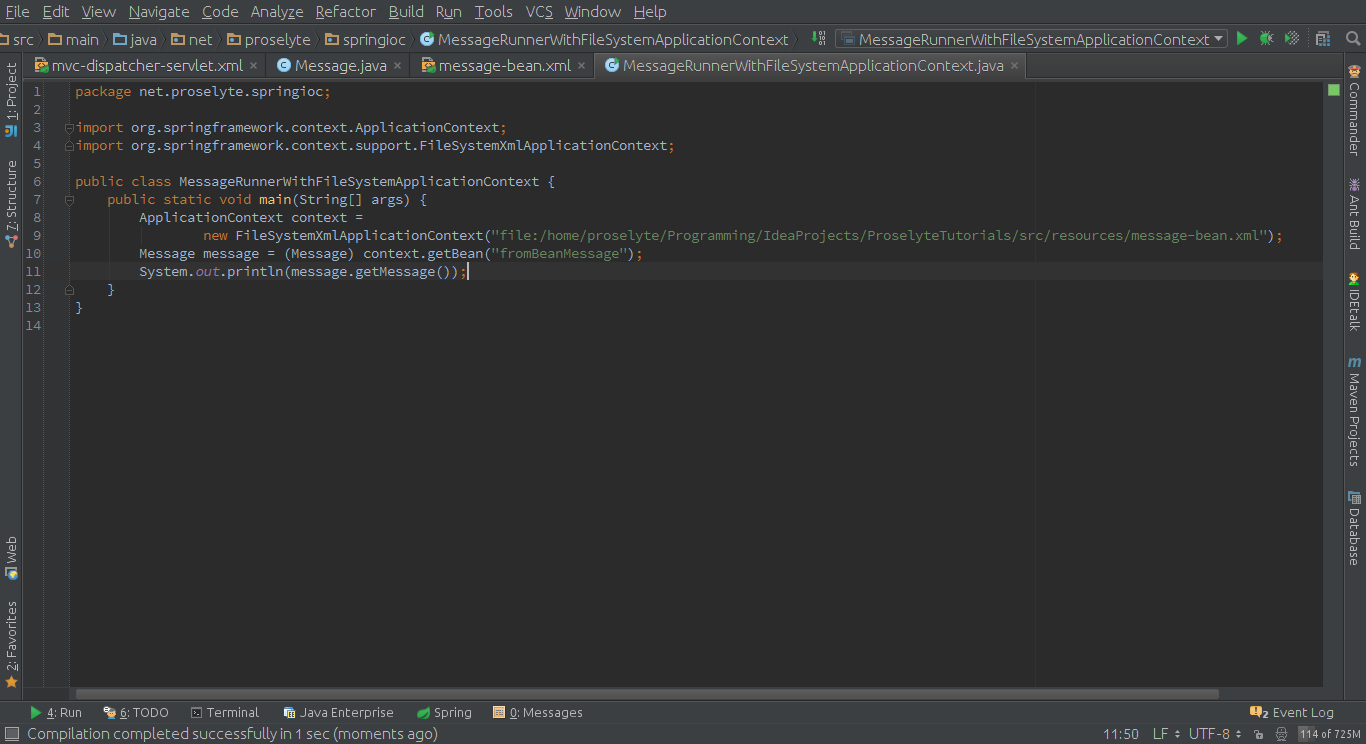 File Edit View Navigate Code Analyze Refactor Build Run Tools VCS Window Help
src main java net proselyte springioc MessageRunnerWithFileSystemApplicationContext MessageRunnerWithFileSystemApplicationContext
mvc-dispatcher-servlet.xml Message.java message-bean.xml MessageRunnerWithFileSystemApplicationContext.java
1: Project
7: Structure
Web
2: Favorites
1 package net.proselyte.springioc;
2
3 import org.springframework.context.ApplicationContext;
4 import org.springframework.context.support.FileSystemXmlApplicationContext;
5
6 public class MessageRunnerWithFileSystemApplicationContext {
7 public static void main(String[] args) {
8 ApplicationContext context =
9 new FileSystemXmlApplicationContext("file:/home/proselyte/Programming/IdeaProjects/ProselyteTutorials/src/resources/message-bean.xml");
10 Message message = (Message) context.getBean("fromBeanMessage");
11 System.out.println(message.getMessage());
12 }
13 }
14
Commander
Ant Build
IDEtalk
Maven Projects
Database
4: Run 6: TODO Terminal Java Enterprise Spring 0: Messages 2 Event Log
Compilation completed successfully in 1 sec (moments ago) 11:50 LF UTF-8 114 of 725M